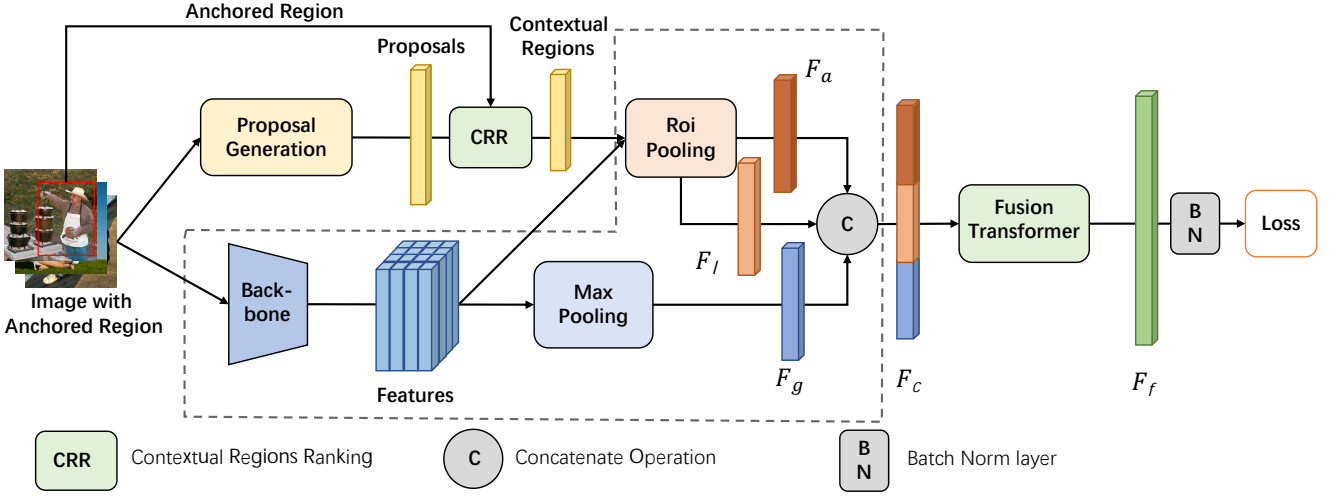 Anchored Region
Proposals
Contextual
Regions
Proposal
Generation
CRR
Roi
Pooling
F_a
F_l
C
Fusion
Transformer
B
N
Loss
Image with
Anchored Region
Back-
bone
Features
Max
Pooling
F_g
F_c
F_f
CRR
Contextual Regions Ranking
C
Concatenate Operation
B
N
Batch Norm layer